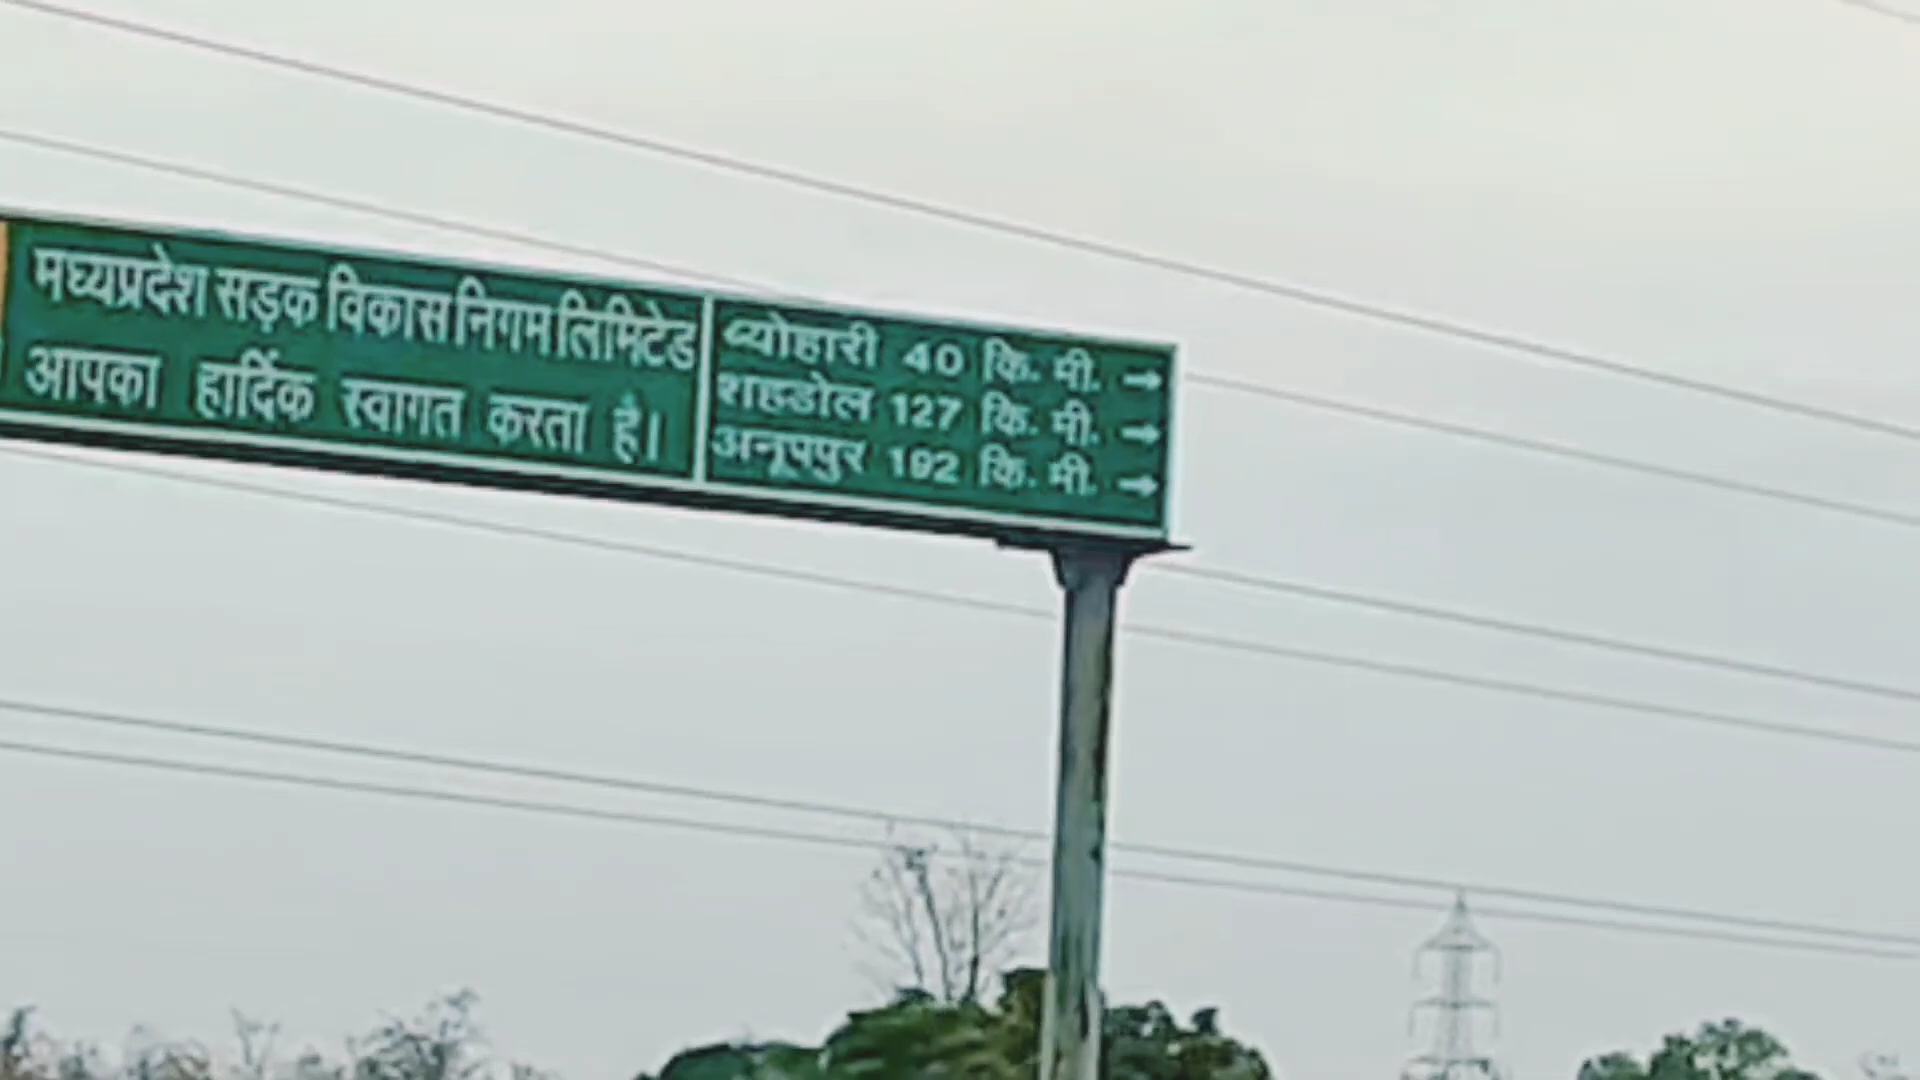 मध्यप्रदेश सड़क विकास निगम लिमिटेड
आपका हार्दिक स्वागत करता है।
ब्योहारी 40 कि. मी. →
शहडोल 127 कि. मी. →
अनूपपुर 192 कि. मी. →